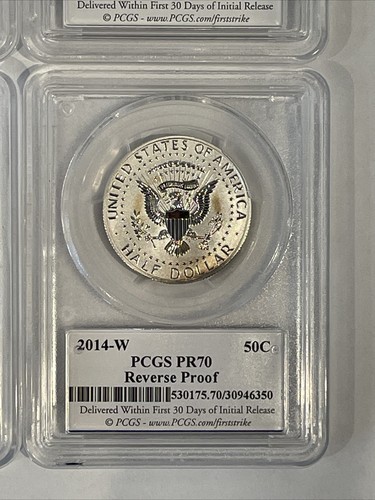 Delivered Within First 30 Days of Initial Release
© PCGS - www.PCGS.com/firststrike
UNITED STATES OF AMERICA
HALF DOLLAR
2014-W 50C
PCGS PR70
Reverse Proof
530175.70/30946350
Delivered Within First 30 Days of Initial Release
© PCGS - www.PCGS.com/firststrike